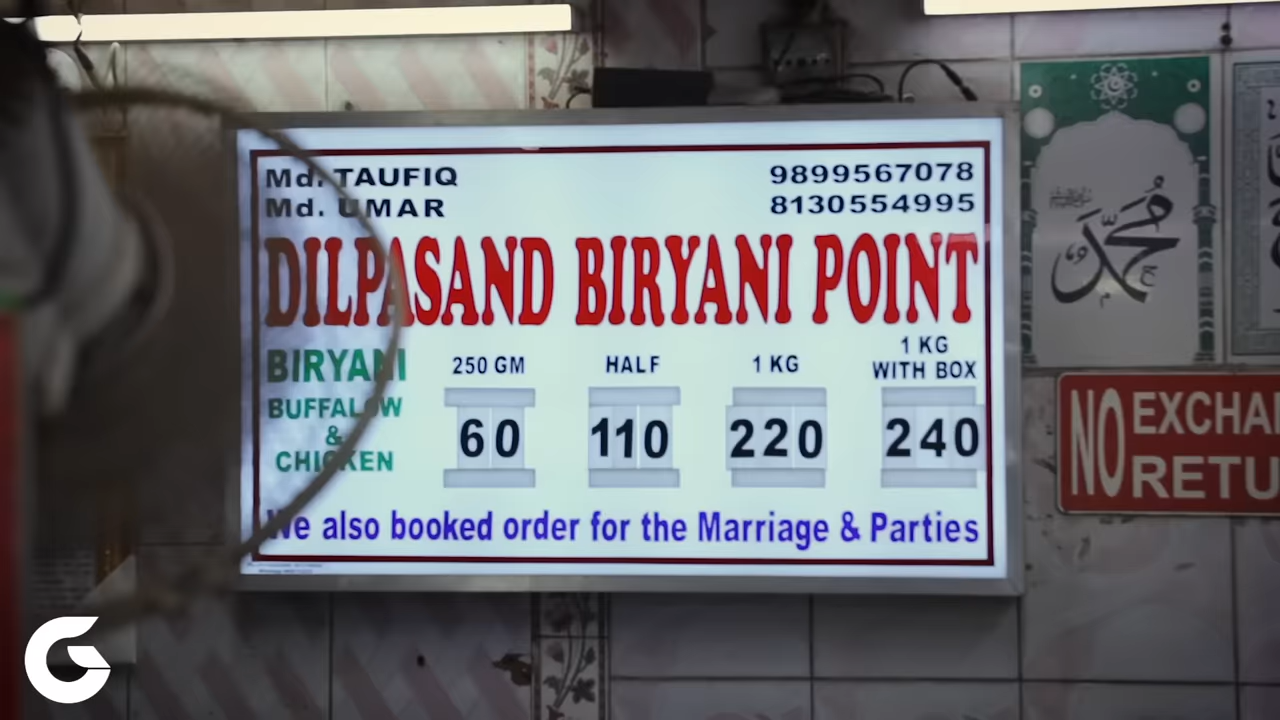 Md. TAUFIQ 9899567078
Md. UMAR 8130554995
DILPASAND BIRYANI POINT
BIRYANI 250 GM HALF 1 KG 1 KG WITH BOX
BUFFALOW
&
CHICKEN
60 110 220 240
We also booked order for the Marriage & Parties
محمد
NO EXCHA
RETU
G